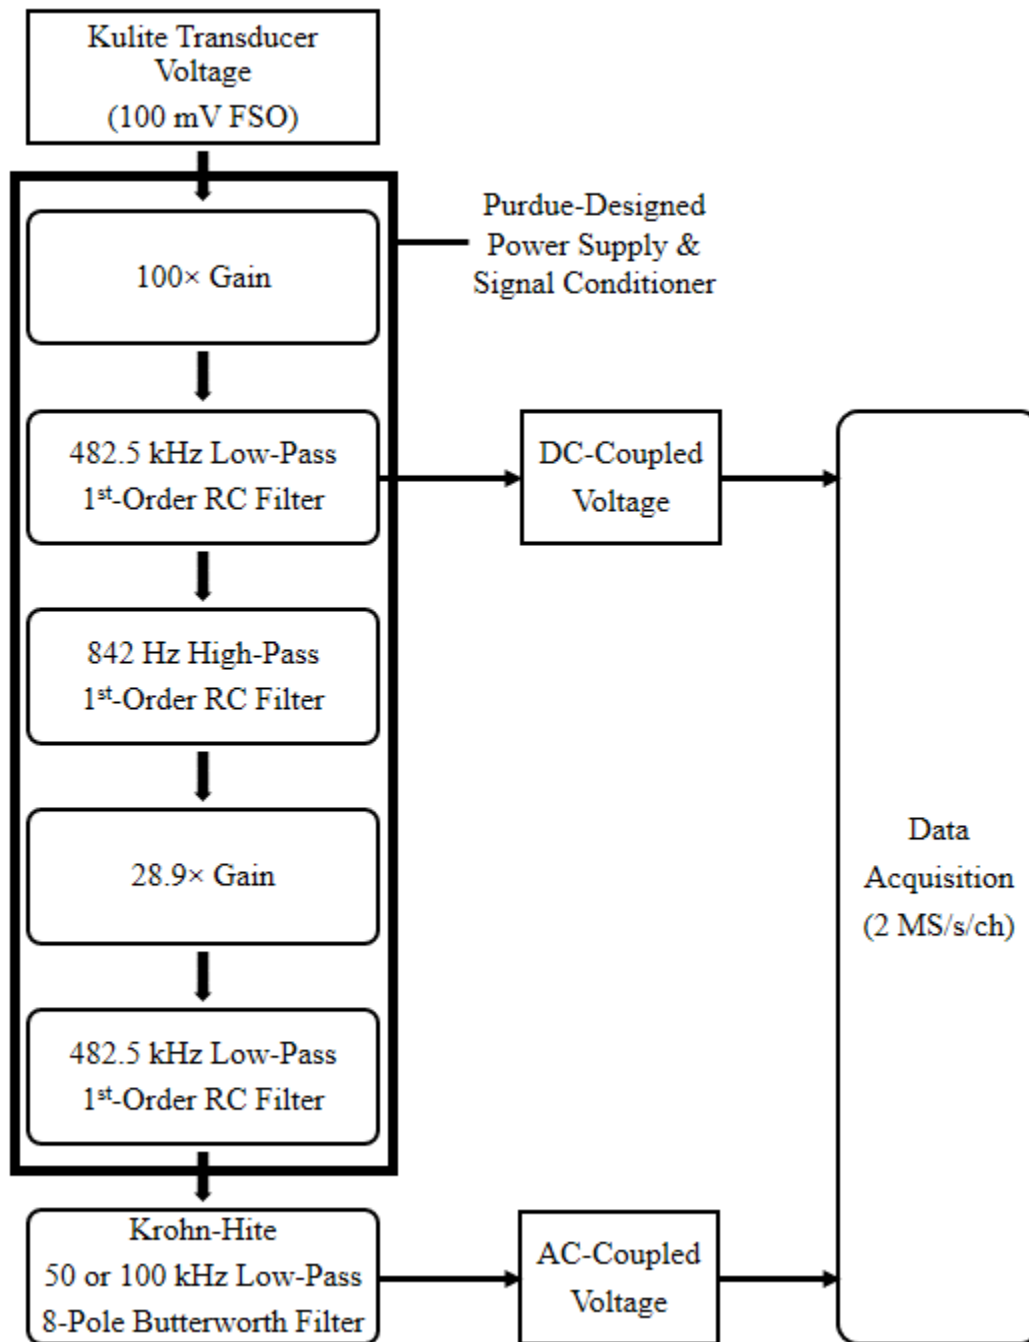 Kulite Transducer
Voltage
(100 mV FSO)
Purdue-Designed
Power Supply &
Signal Conditioner
100× Gain
482.5 kHz Low-Pass
1st-Order RC Filter
DC-Coupled
Voltage
842 Hz High-Pass
1st-Order RC Filter
28.9× Gain
Data
Acquisition
(2 MS/s/ch)
482.5 kHz Low-Pass
1st-Order RC Filter
Krohn-Hite
50 or 100 kHz Low-Pass
8-Pole Butterworth Filter
AC-Coupled
Voltage